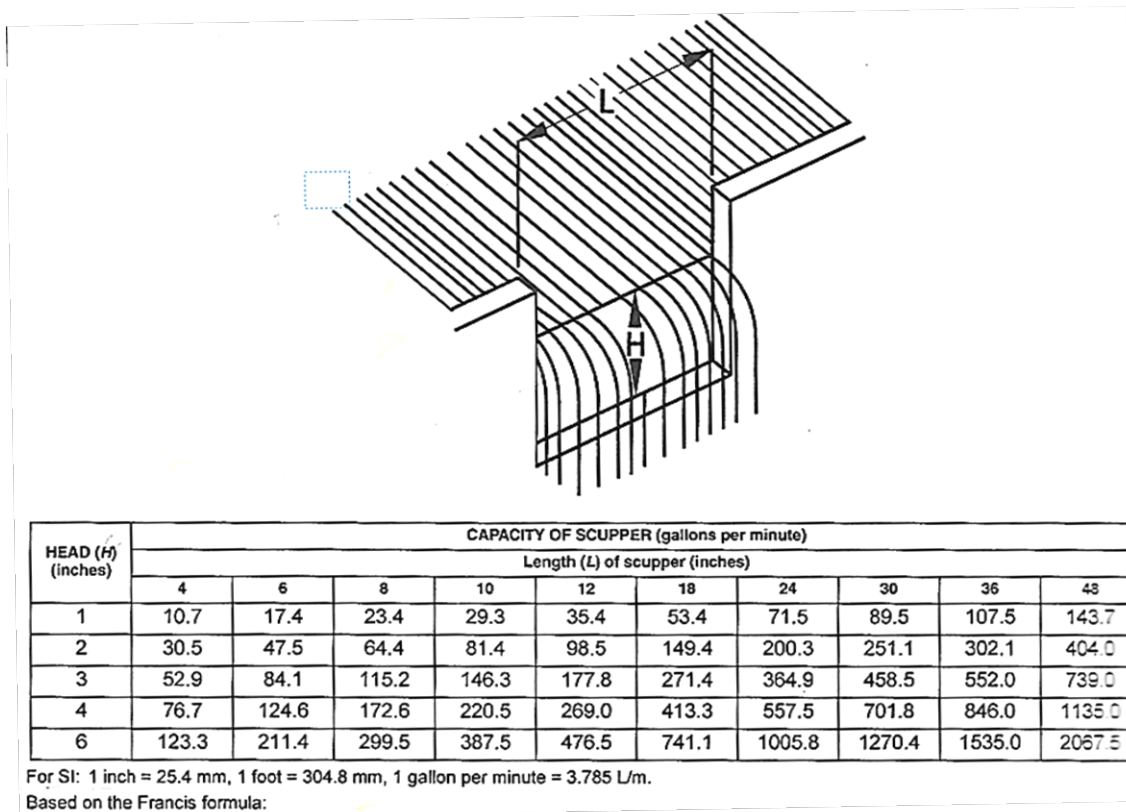 L
H
HEAD (H) (inches)
CAPACITY OF SCUPPER (gallons per minute)
Length (L) of scupper (inches)
4 6 8 10 12 18 24 30 36 48
1 10.7 17.4 23.4 29.3 35.4 53.4 71.5 89.5 107.5 143.7
2 30.5 47.5 64.4 81.4 98.5 149.4 200.3 251.1 302.1 404.0
3 52.9 84.1 115.2 146.3 177.8 271.4 364.9 458.5 552.0 739.0
4 76.7 124.6 172.6 220.5 269.0 413.3 557.5 701.8 846.0 1135.0
6 123.3 211.4 299.5 387.5 476.5 741.1 1005.8 1270.4 1535.0 2067.5
For SI: 1 inch = 25.4 mm, 1 foot = 304.8 mm, 1 gallon per minute = 3.785 L/m.
Based on the Francis formula: